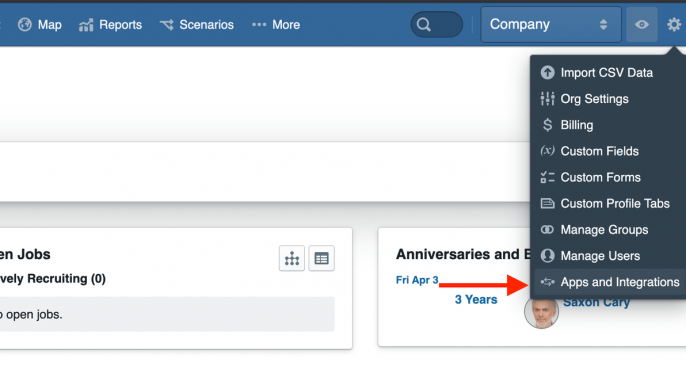 Map Reports Scenarios More Company
Import CSV Data
Org Settings
$ Billing
(x) Custom Fields
Custom Forms
Custom Profile Tabs
Manage Groups
Manage Users
Apps and Integrations
en Jobs
vely Recruiting (0)
o open jobs.
Anniversaries and B
Fri Apr 3
3 Years
Saxon Cary